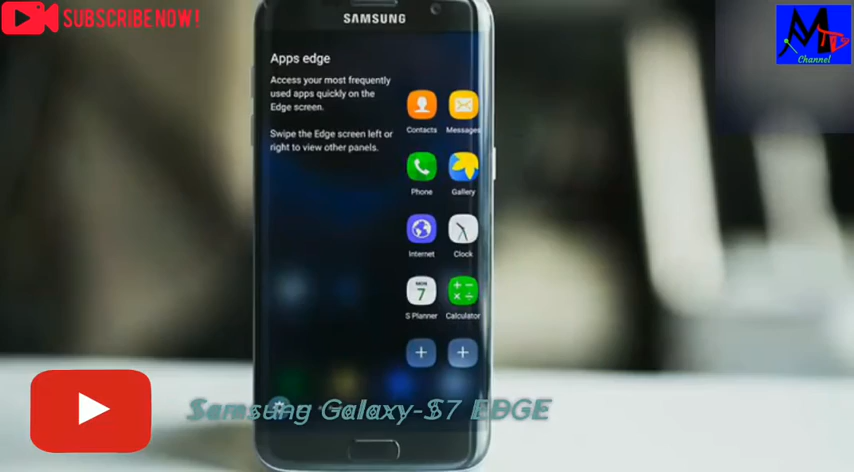 SUBSCRIBE NOW!
SAMSUNG
Channel
Apps edge
Access your most frequently
used apps quickly on the
Edge screen.
Swipe the Edge screen left or
right to view other panels.
Contacts
Messages
Phone
Gallery
Internet
Clock
MON
7
S Planner
Calculator
Samsung Galaxy-S7 EDGE